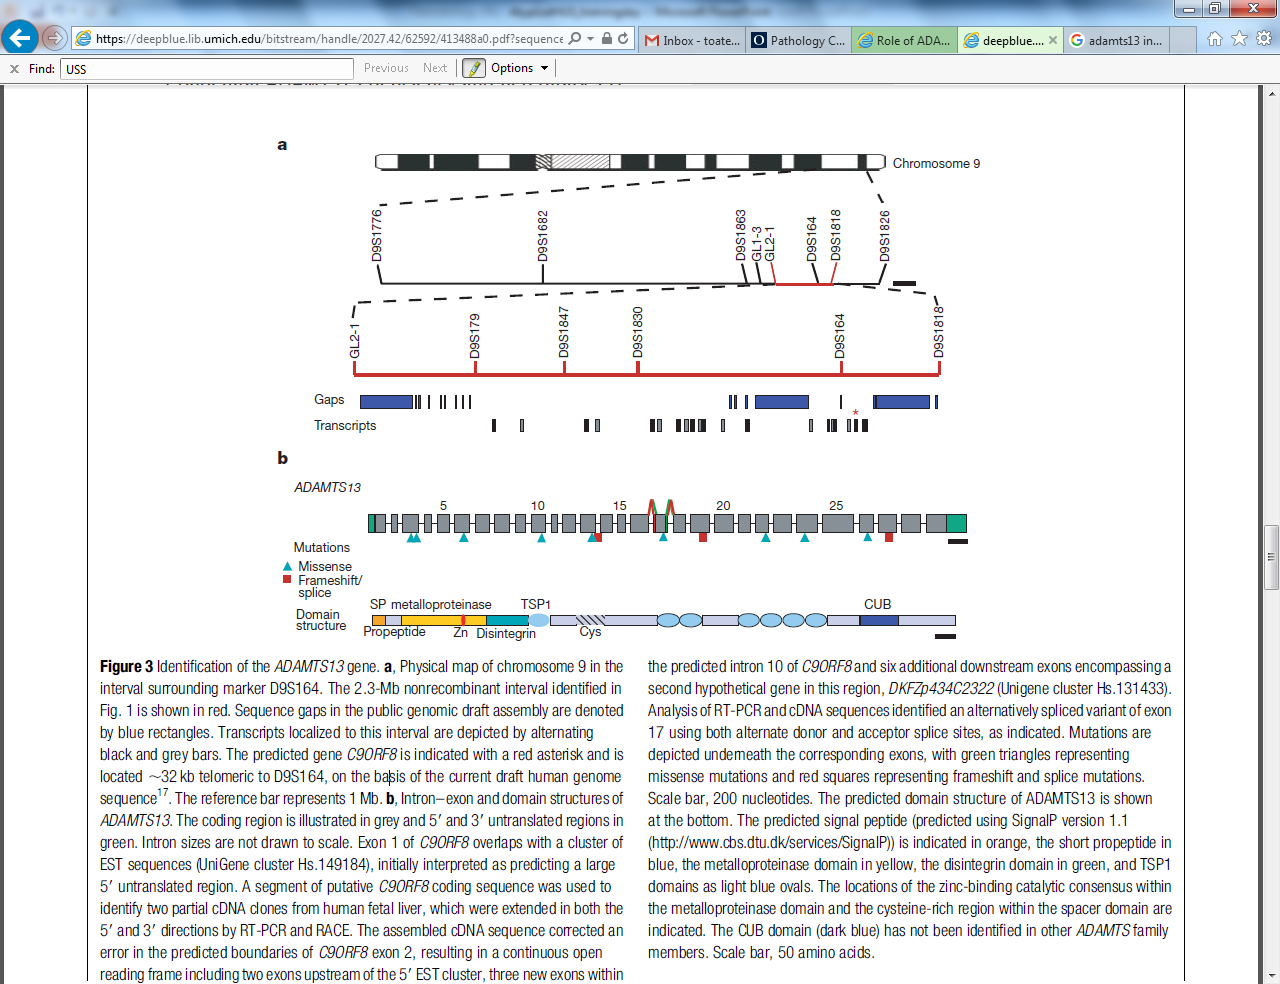 https://deepblue.lib.umich.edu/bitstream/handle/2027.42/62592/413488a0.pdf?sequence
Inbox - toate...
Pathology C...
Role of ADA...
deepblue....
adamts13 in...
Find: USS
Previous Next Options
a
Chromosome 9
D9S1776 D9S1682 D9S1863 GL1-3 GL2-1 D9S164 D9S1818 D9S1826
GL2-1 D9S179 D9S1847 D9S1830 D9S164 D9S1818
Gaps
*
Transcripts
b
ADAMTS13
5 10 15 20 25
Mutations
Missense
Frameshift/
splice
SP metalloproteinase TSP1 CUB
Domain
structure
Propeptide Zn Disintegrin Cys
Figure 3 Identification of the ADAMTS13 gene. a, Physical map of chromosome 9 in the
interval surrounding marker D9S164. The 2.3-Mb nonrecombinant interval identified in
Fig. 1 is shown in red. Sequence gaps in the public genomic draft assembly are denoted
by blue rectangles. Transcripts localized to this interval are depicted by alternating
black and grey bars. The predicted gene C9ORF8 is indicated with a red asterisk and is
located ~32 kb telomeric to D9S164, on the basis of the current draft human genome
sequence17. The reference bar represents 1 Mb. b, Intron–exon and domain structures of
ADAMTS13. The coding region is illustrated in grey and 5′ and 3′ untranslated regions in
green. Intron sizes are not drawn to scale. Exon 1 of C9ORF8 overlaps with a cluster of
EST sequences (UniGene cluster Hs.149184), initially interpreted as predicting a large
5′ untranslated region. A segment of putative C9ORF8 coding sequence was used to
identify two partial cDNA clones from human fetal liver, which were extended in both the
5′ and 3′ directions by RT-PCR and RACE. The assembled cDNA sequence corrected an
error in the predicted boundaries of C9ORF8 exon 2, resulting in a continuous open
reading frame including two exons upstream of the 5′ EST cluster, three new exons within
the predicted intron 10 of C9ORF8 and six additional downstream exons encompassing a
second hypothetical gene in this region, DKFZp434C2322 (Unigene cluster Hs.131433).
Analysis of RT-PCR and cDNA sequences identified an alternatively spliced variant of exon
17 using both alternate donor and acceptor splice sites, as indicated. Mutations are
depicted underneath the corresponding exons, with green triangles representing
missense mutations and red squares representing frameshift and splice mutations.
Scale bar, 200 nucleotides. The predicted domain structure of ADAMTS13 is shown
at the bottom. The predicted signal peptide (predicted using SignalP version 1.1
(http://www.cbs.dtu.dk/services/SignalP)) is indicated in orange, the short propeptide in
blue, the metalloproteinase domain in yellow, the disintegrin domain in green, and TSP1
domains as light blue ovals. The locations of the zinc-binding catalytic consensus within
the metalloproteinase domain and the cysteine-rich region within the spacer domain are
indicated. The CUB domain (dark blue) has not been identified in other ADAMTS family
members. Scale bar, 50 amino acids.